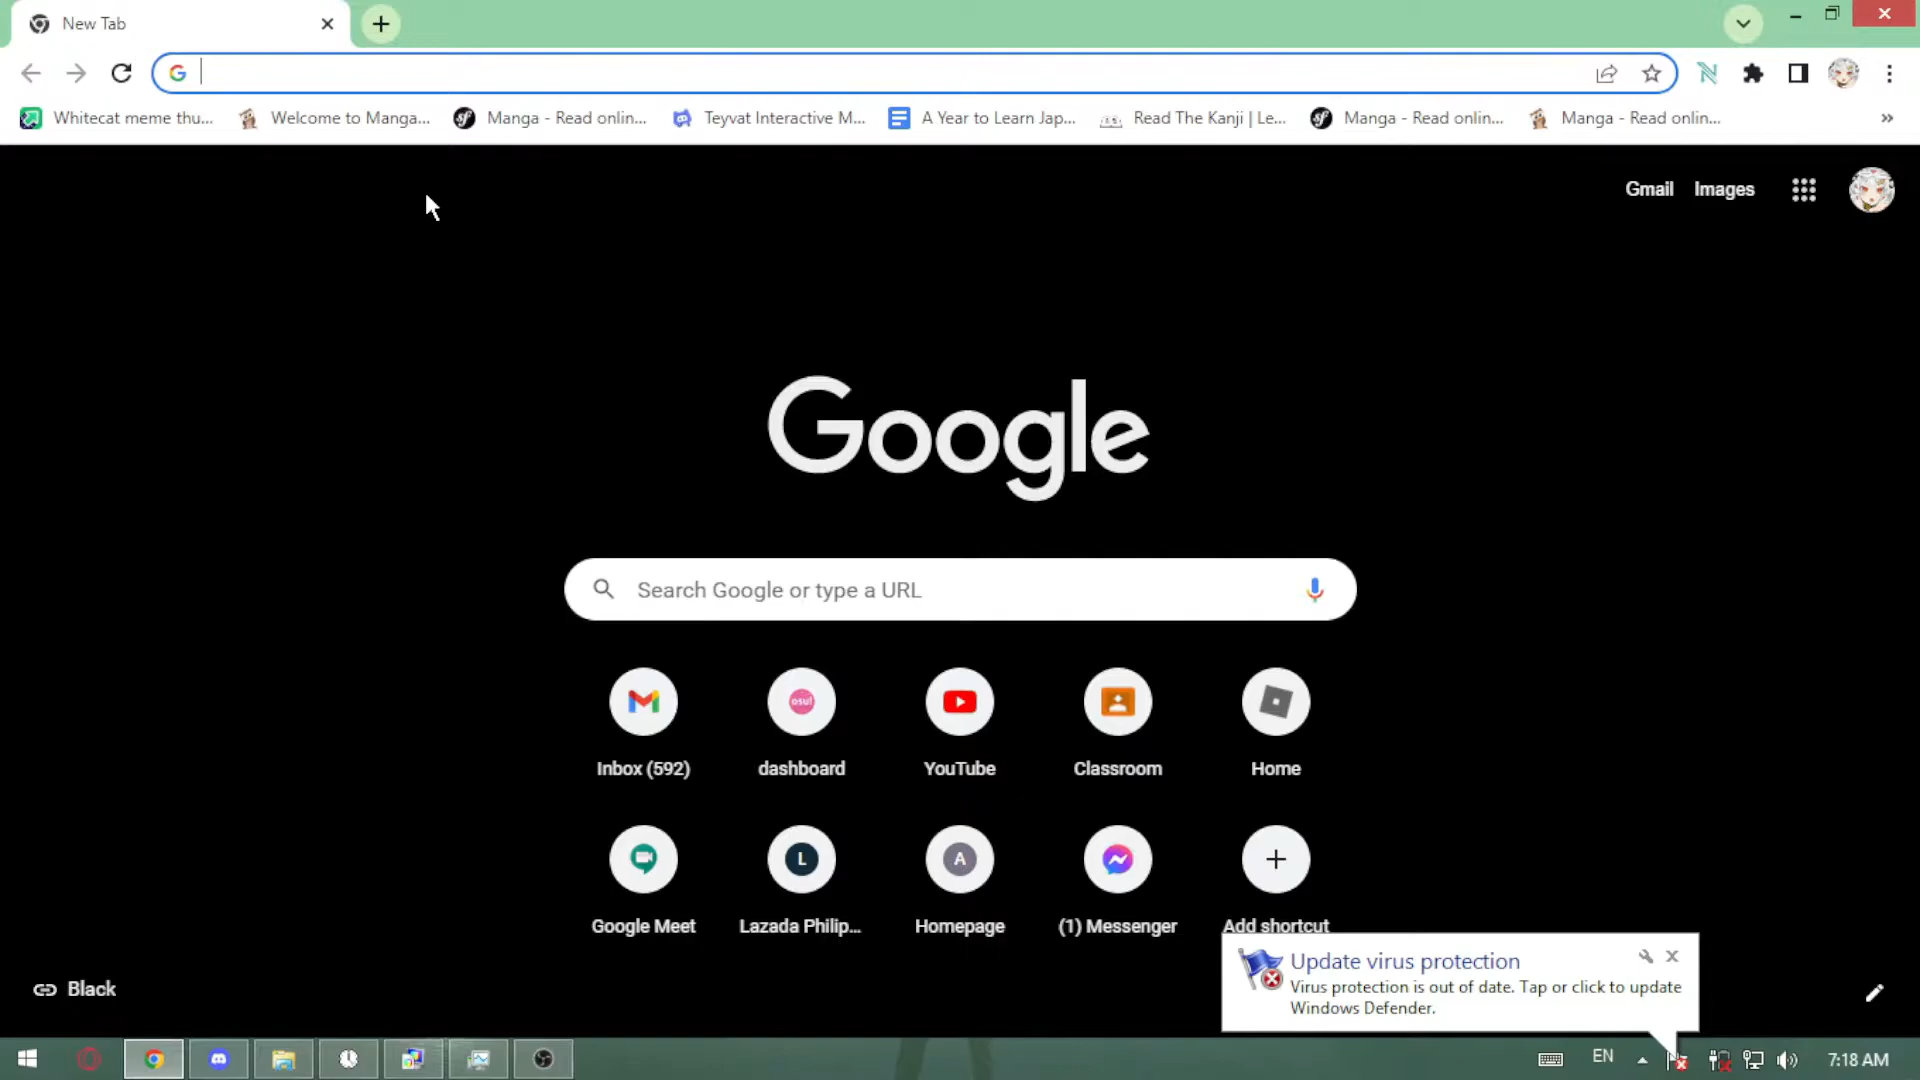 New Tab
Whitecat meme thu...
Welcome to Manga...
Manga - Read onlin...
Teyvat Interactive M...
A Year to Learn Jap...
Read The Kanji | Le...
Manga - Read onlin...
Manga - Read onlin...
Gmail
Images
Google
Search Google or type a URL
osu!
Inbox (592)
dashboard
YouTube
Classroom
Home
L
A
Google Meet
Lazada Philip...
Homepage
(1) Messenger
Add shortcut
Update virus protection
Virus protection is out of date. Tap or click to update
Windows Defender.
Black
EN
7:18 AM